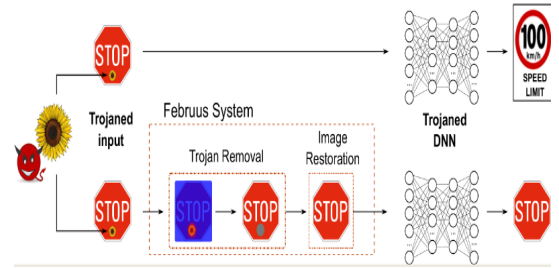 STOP
100
km/h
SPEED
LIMIT
Trojaned
input
Februus System
Trojaned
DNN
Trojan Removal
Image
Restoration
STOP
STOP
STOP
STOP
STOP